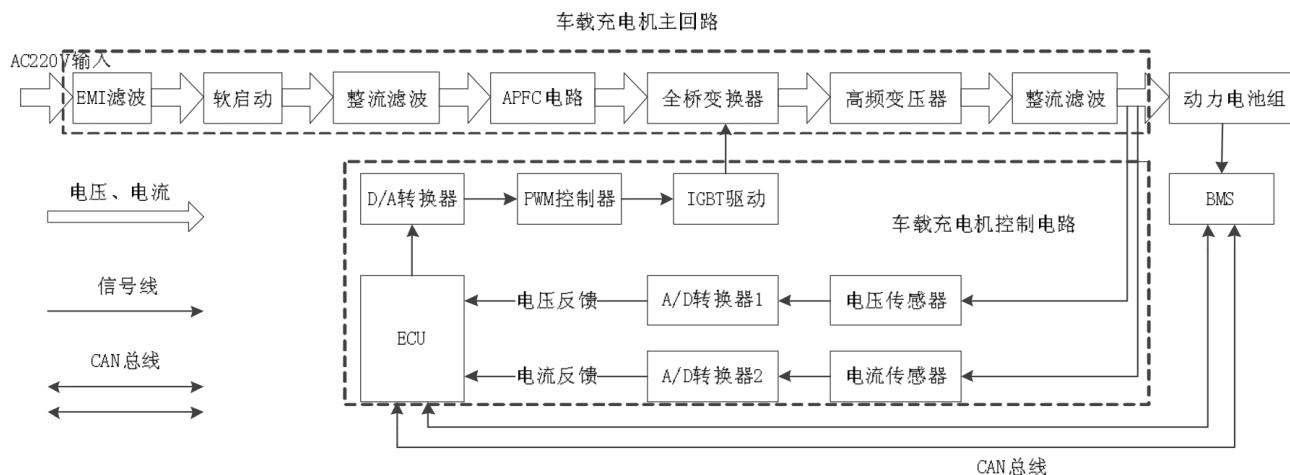 车载充电机主回路
AC220V输入
EMI滤波
软启动
整流滤波
APFC电路
全桥变换器
高频变压器
整流滤波
动力电池组
电压、电流
D/A转换器
PWM控制器
IGBT驱动
车载充电机控制电路
BMS
信号线
电压反馈
A/D转换器1
电压传感器
ECU
CAN总线
电流反馈
A/D转换器2
电流传感器
CAN总线